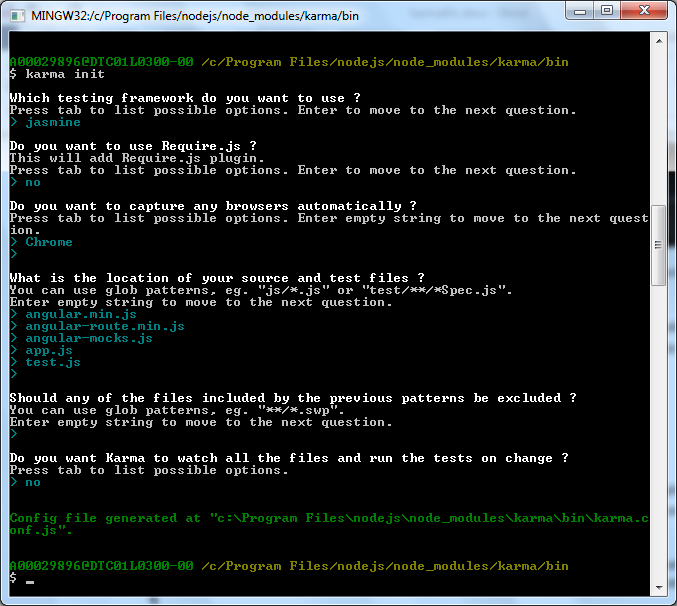 MINGW32:/c/Program Files/nodejs/node_modules/karma/bin
A00029896@DTC01L0300-00 /c/Program Files/nodejs/node_modules/karma/bin
$ karma init
Which testing framework do you want to use ?
Press tab to list possible options. Enter to move to the next question.
> jasmine
Do you want to use Require.js ?
This will add Require.js plugin.
Press tab to list possible options. Enter to move to the next question.
> no
Do you want to capture any browsers automatically ?
Press tab to list possible options. Enter empty string to move to the next quest
ion.
> Chrome
>
What is the location of your source and test files ?
You can use glob patterns, eg. "js/*.js" or "test/**/*Spec.js".
Enter empty string to move to the next question.
> angular.min.js
> angular-route.min.js
> angular-mocks.js
> app.js
> test.js
>
Should any of the files included by the previous patterns be excluded ?
You can use glob patterns, eg. "**/*.swp".
Enter empty string to move to the next question.
>
Do you want Karma to watch all the files and run the tests on change ?
Press tab to list possible options.
> no
Config file generated at "c:\Program Files\nodejs\node_modules\karma\bin\karma.c
onf.js".
A00029896@DTC01L0300-00 /c/Program Files/nodejs/node_modules/karma/bin
$ _